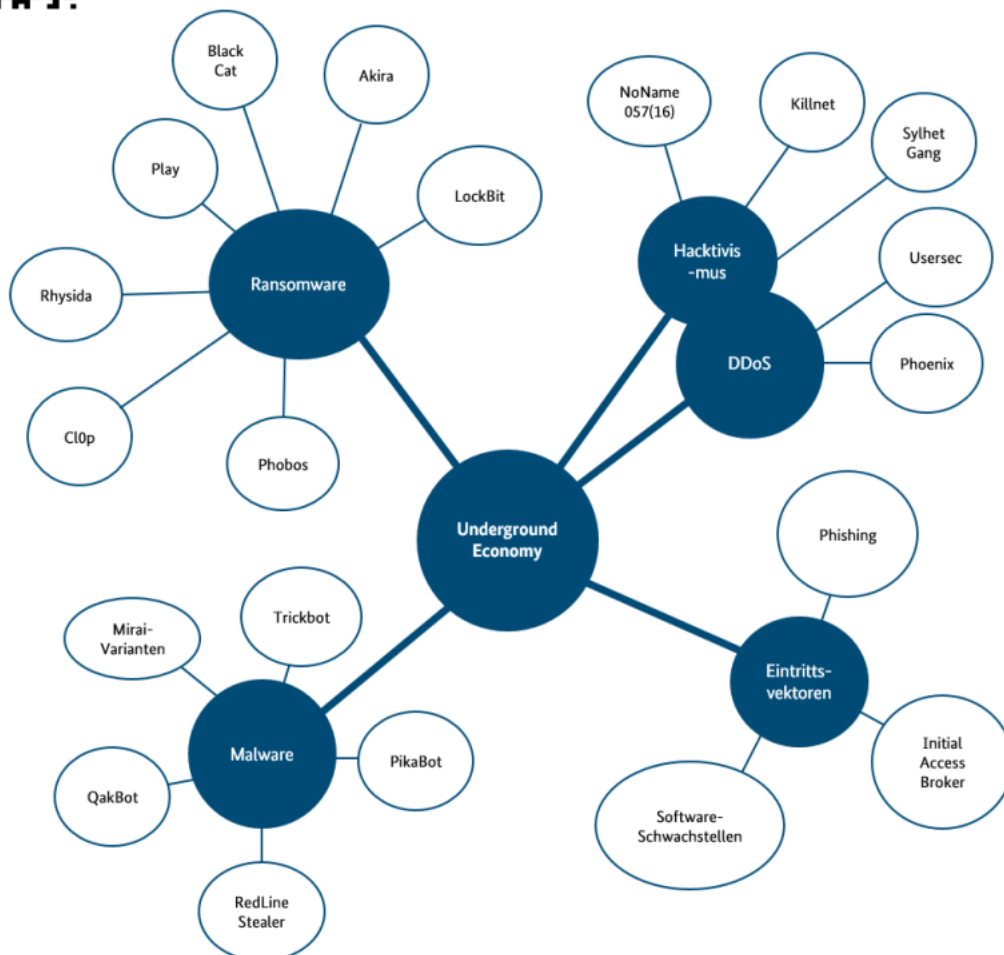 Black
Cat
Akira
Play
LockBit
Rhysida
Ransomware
Cl0p
Phobos
NoName
057(16)
Killnet
Sylhet
Gang
Hacktivis
-mus
Usersec
DDoS
Phoenix
Underground
Economy
Phishing
Eintritts-
vektoren
Initial
Access
Broker
Software-
Schwachstellen
Mirai-
Varianten
Trickbot
Malware
PikaBot
QakBot
RedLine
Stealer